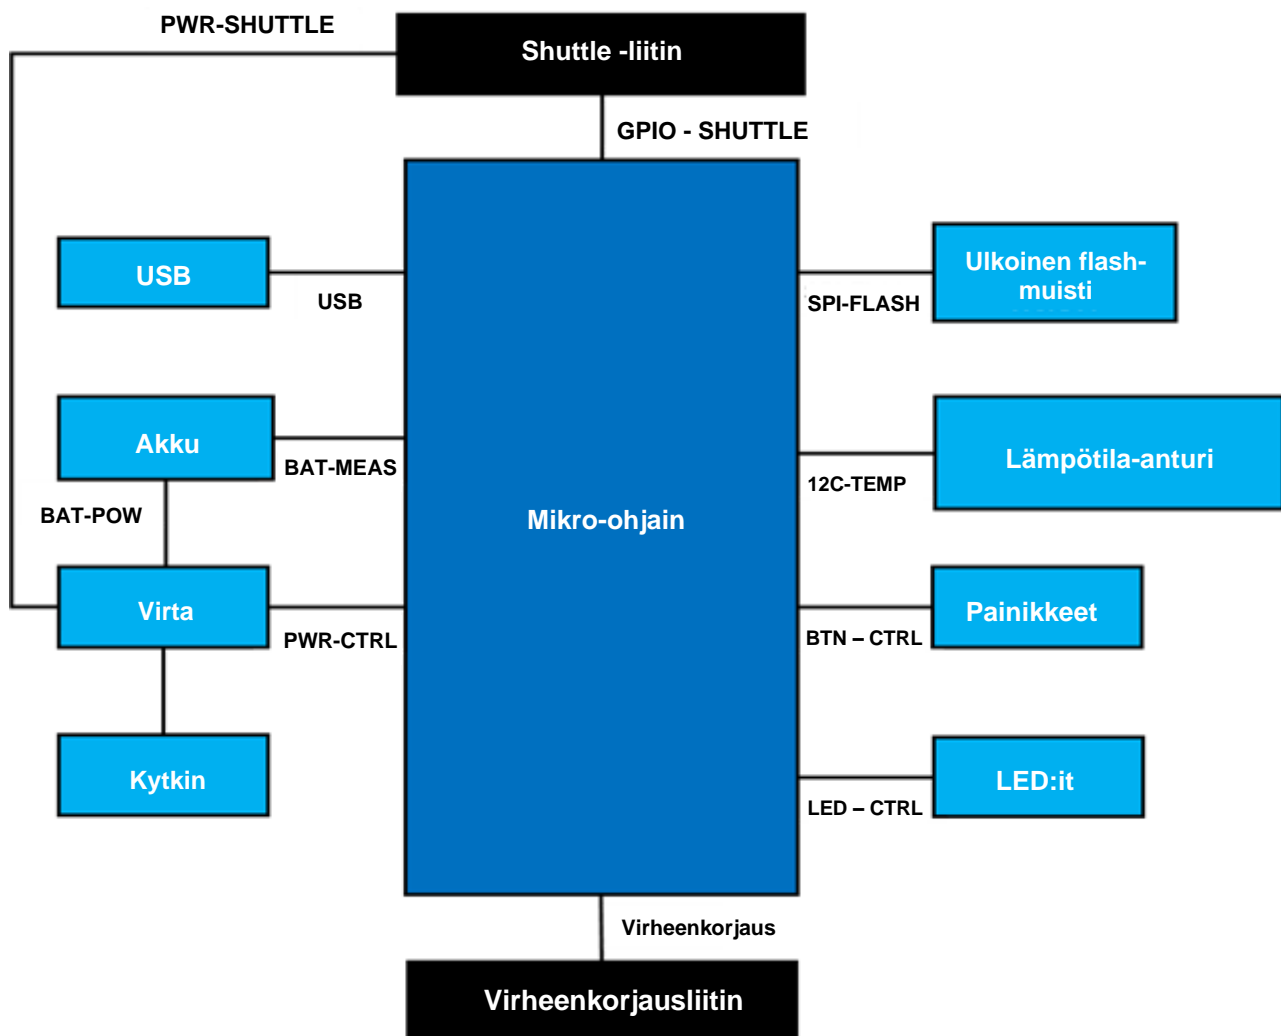 PWR-SHUTTLE
Shuttle -liitin
GPIO - SHUTTLE
USB
USB
Ulkoinen flash-
muisti
SPI-FLASH
Akku
BAT-MEAS
Lämpötila-anturi
12C-TEMP
BAT-POW
Mikro-ohjain
Virta
PWR-CTRL
Painikkeet
BTN – CTRL
Kytkin
LED:it
LED – CTRL
Virheenkorjaus
Virheenkorjausliitin